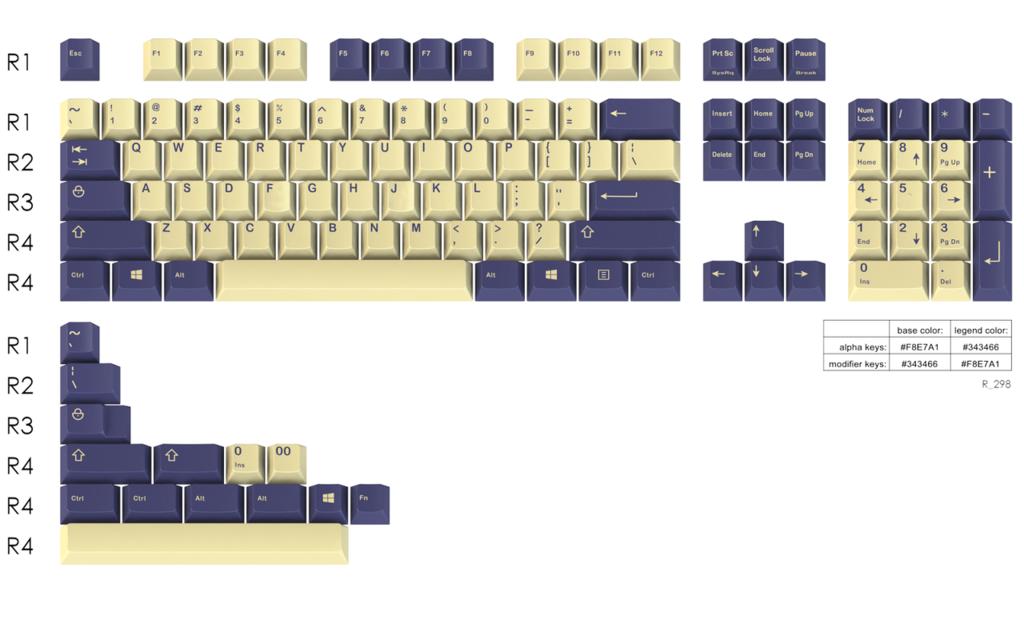 R1 Esc F1 F2 F3 F4 F5 F6 F7 F8 F9 F10 F11 F12 Prt Sc SysRq Scroll Lock Pause Break
R1 ~ ` ! 1 @ 2 # 3 $ 4 % 5 ^ 6 & 7 * 8 ( 9 ) 0 _ - + = ← Insert Home Pg Up Num Lock / * −
R2 Q W E R T Y U I O P { [ } ] ¦ \ Delete End Pg Dn 7 Home 8 ↑ 9 Pg Up +
R3 A S D F G H J K L : ; " ' 4 ← 5 6 →
R4 ⇧ Z X C V B N M < , > . ? / ⇧ ↑ 1 End 2 ↓ 3 Pg Dn
R4 Ctrl Alt Alt Ctrl ← ↓ → 0 Ins . Del
R1 ~ `
R2 ¦ \
R3
R4 ⇧ ⇧ 0 Ins 00
R4 Ctrl Ctrl Alt Alt Fn
R4
base color: legend color:
alpha keys: #F8E7A1 #343466
modifier keys: #343466 #F8E7A1
R_298